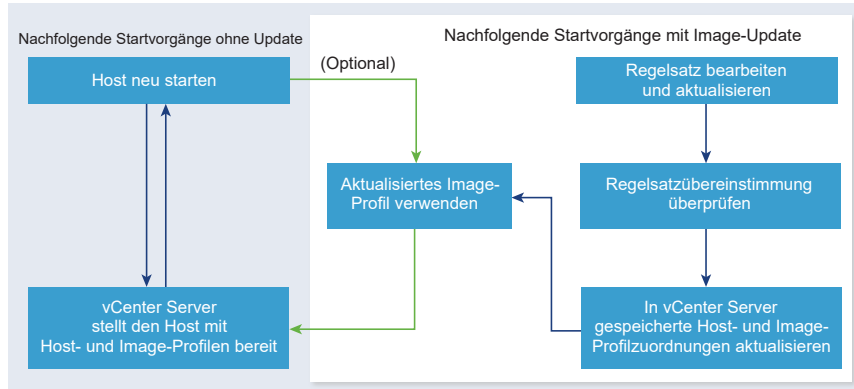 Nachfolgende Startvorgänge ohne Update
Host neu starten
vCenter Server
stellt den Host mit
Host- und Image-Profilen bereit
Nachfolgende Startvorgänge mit Image-Update
(Optional)
Aktualisiertes Image-
Profil verwenden
Regelsatz bearbeiten
und aktualisieren
Regelsatzübereinstimmung
überprüfen
In vCenter Server
gespeicherte Host- und Image-
Profilzuordnungen aktualisieren